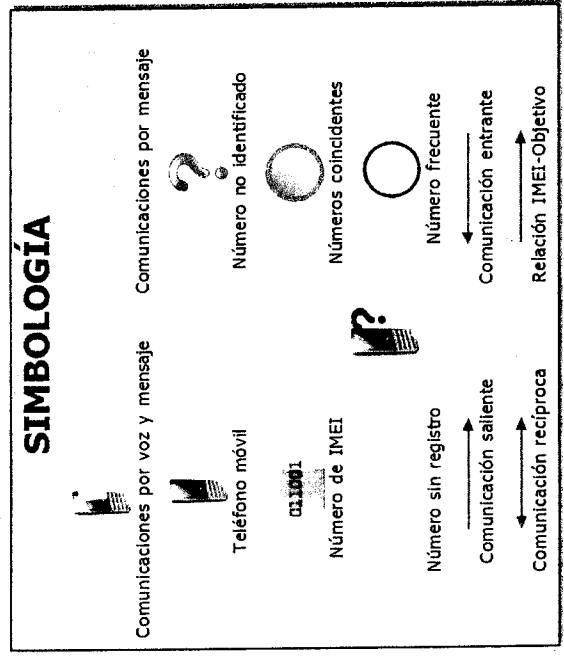 SIMBOLOGÍA
Comunicaciones por voz y mensaje
Comunicaciones por mensaje
Teléfono móvil
Número no identificado
011001
Número de IMEI
Números coincidentes
Número sin registro
Número frecuente
Comunicación saliente
Comunicación entrante
Comunicación recíproca
Relación IMEI-Objetivo